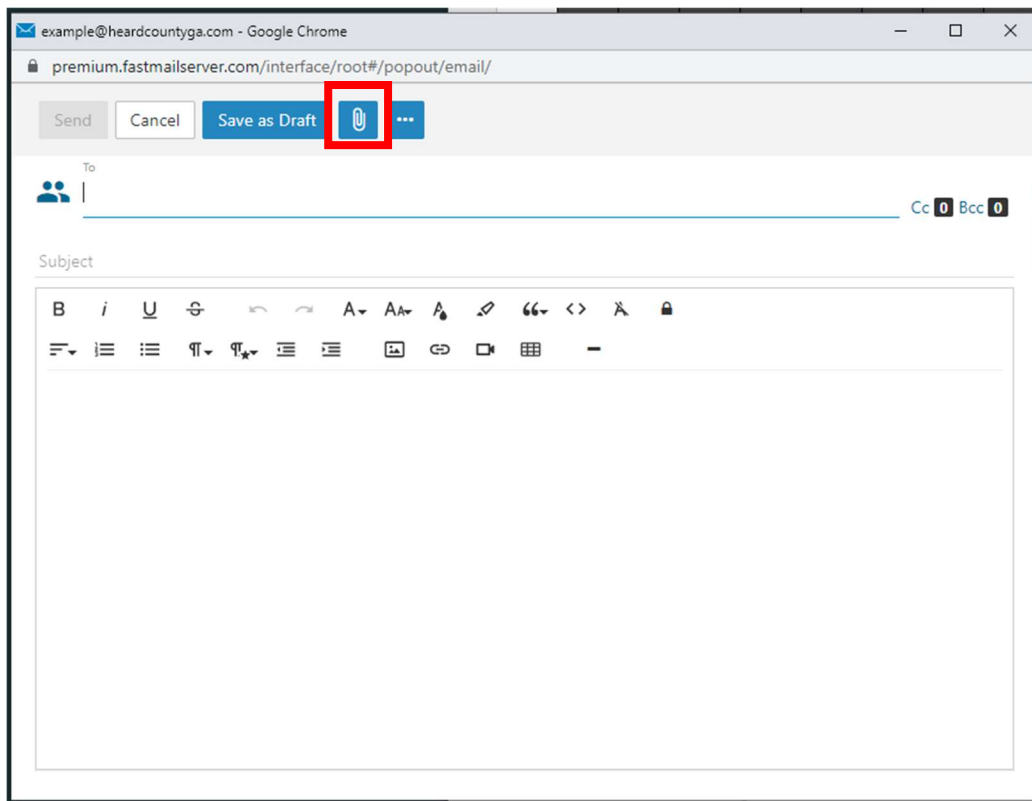 example@heardcountyga.com - Google Chrome
premium.fastmailserver.com/interface/root#/popout/email/
Send Cancel Save as Draft
To
Cc 0 Bcc 0
Subject